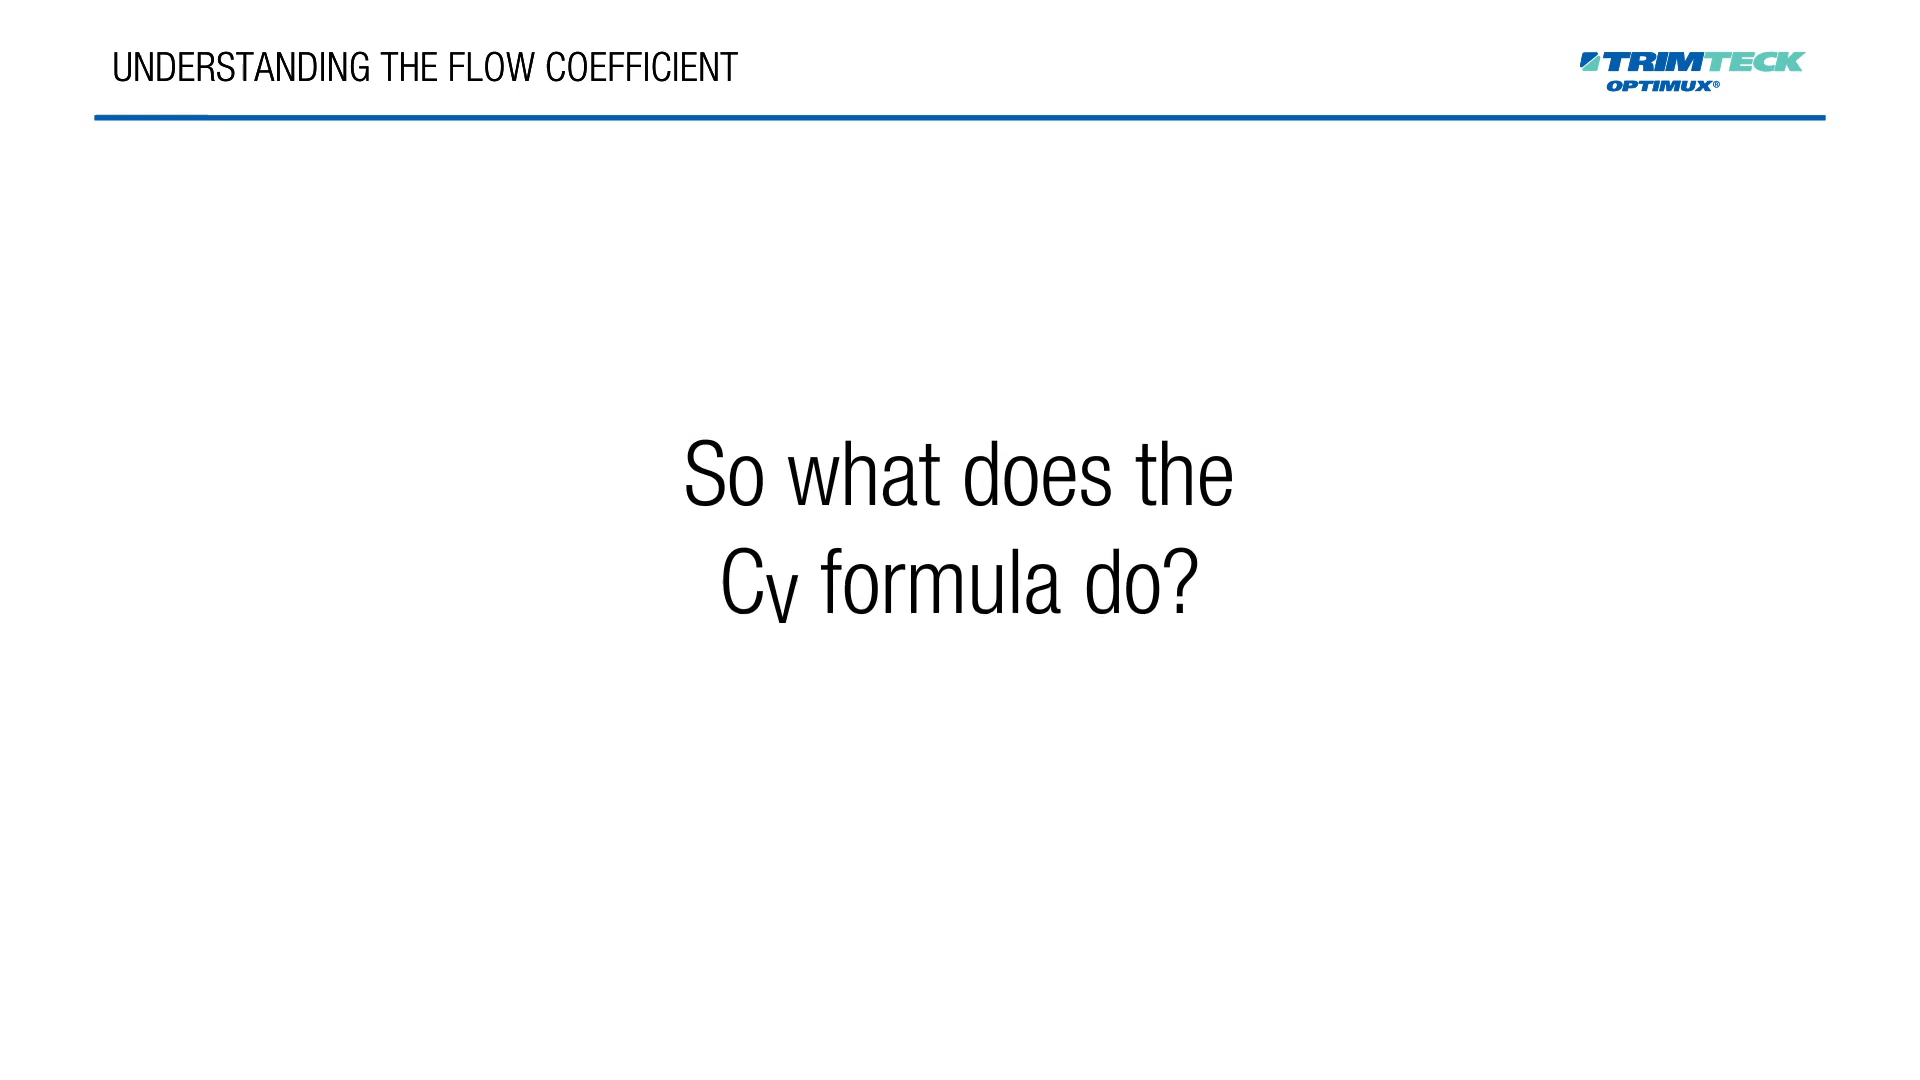 UNDERSTANDING THE FLOW COEFFICIENT
TRIMTECK
OPTIMUX®
So what does the
Cv formula do?